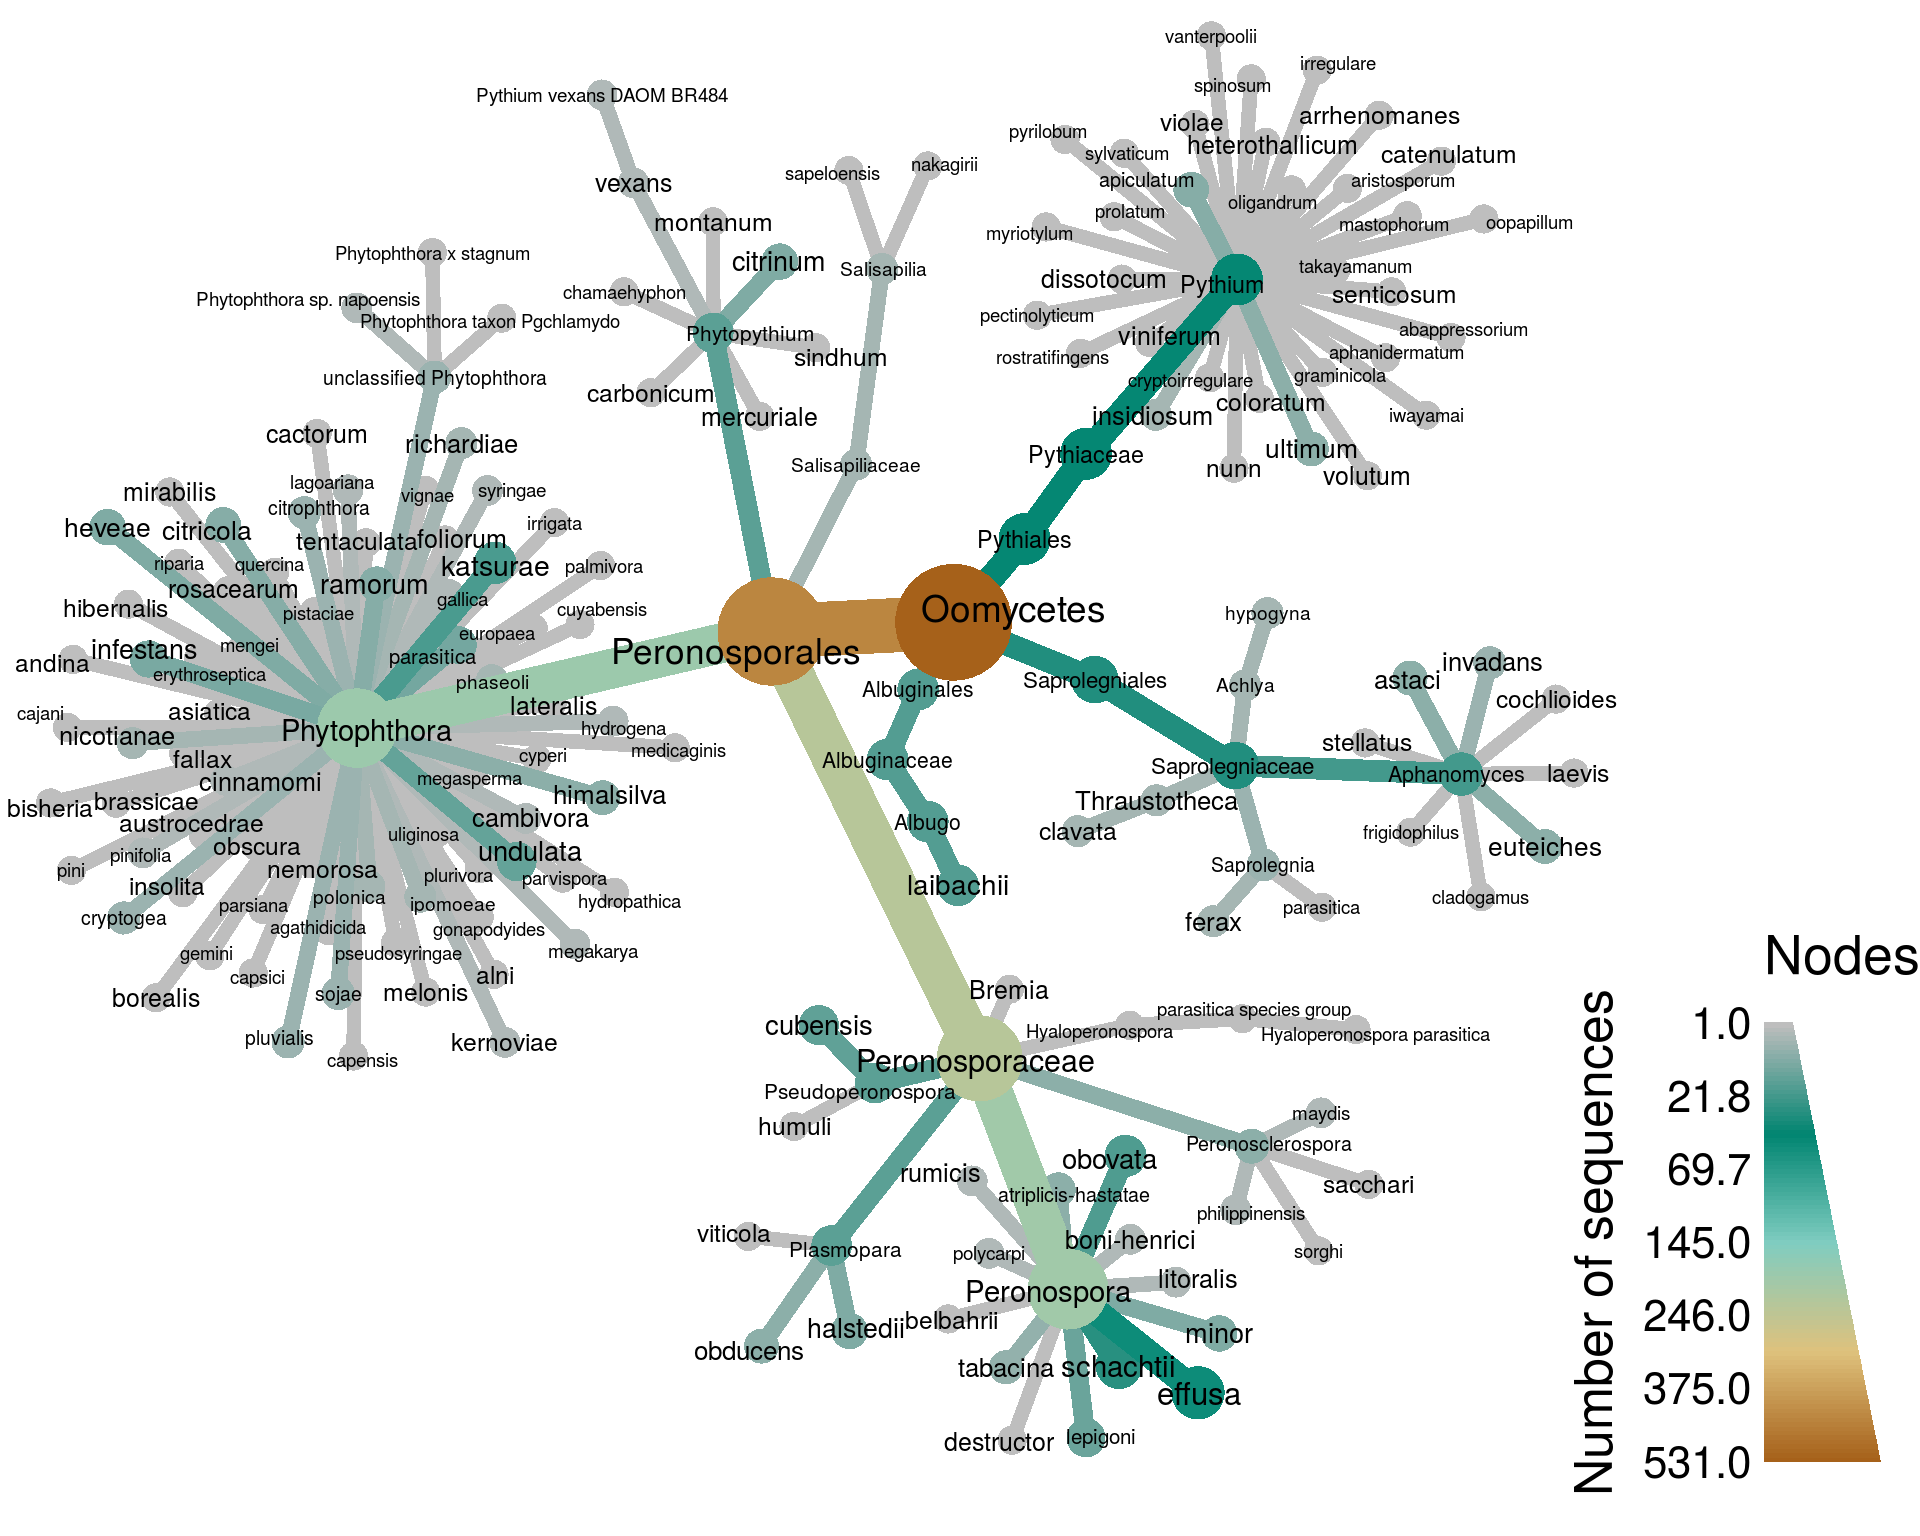 vanterpoolii
irregulare
spinosum
Pythium vexans DAOM BR484
arrhenomanes
violae
pyrilobum
heterothallicum
sylvaticum
catenulatum
nakagirii
sapeloensis
apiculatum
aristosporum
vexans
oligandrum
prolatum
montanum
mastophorum
oopapillum
myriotylum
Phytophthora x stagnum
citrinum
Salisapilia
takayamanum
dissotocum
Pythium
chamaehyphon
senticosum
Phytophthora sp. napoensis
pectinolyticum
Phytophthora taxon Pgchlamydo
abappressorium
Phytopythium
viniferum
aphanidermatum
sindhum
rostratifingens
unclassified Phytophthora
graminicola
cryptoirregulare
carbonicum
coloratum
mercuriale
insidiosum
iwayamai
cactorum
richardiae
ultimum
Pythiaceae
Salisapiliaceae
nunn
volutum
lagoariana
mirabilis
vignae
syringae
citrophthora
irrigata
heveae
citricola
tentaculata
foliorum
Pythiales
riparia
quercina
katsurae
palmivora
ramorum
rosacearum
gallica
hibernalis
pistaciae
cuyabensis
Oomycetes
hypogyna
europaea
mengei
infestans
Peronosporales
parasitica
andina
erythroseptica
invadans
phaseoli
Saprolegniales
astaci
Achlya
Albuginales
cochlioides
lateralis
cajani
asiatica
hydrogena
Phytophthora
nicotianae
stellatus
medicaginis
cyperi
fallax
Albuginaceae
Saprolegniaceae
Aphanomyces
laevis
cinnamomi
megasperma
himalsilva
bisheria
brassicae
Thraustotheca
cambivora
austrocedrae
Albugo
clavata
frigidophilus
uliginosa
obscura
euteiches
undulata
pinifolia
Saprolegnia
pini
nemorosa
plurivora
parvispora
insolita
laibachii
polonica
cladogamus
hydropathica
parsiana
ipomoeae
parasitica
cryptogea
ferax
agathidicida
gonapodyides
gemini
pseudosyringae
megakarya
Nodes
capsici
alni
Bremia
borealis
sojae
melonis
parasitica species group
1.0
cubensis
Hyaloperonospora
Hyaloperonospora parasitica
pluvialis
kernoviae
capensis
Peronosporaceae
Pseudoperonospora
21.8
maydis
humuli
Peronosclerospora
obovata
69.7
rumicis
sacchari
atriplicis-hastatae
philippinensis
Number of sequences
viticola
boni-henrici
145.0
Plasmopara
polycarpi
sorghi
litoralis
Peronospora
belbahrii
246.0
halstedii
minor
obducens
tabacina
schachtii
effusa
375.0
destructor
lepigoni
531.0